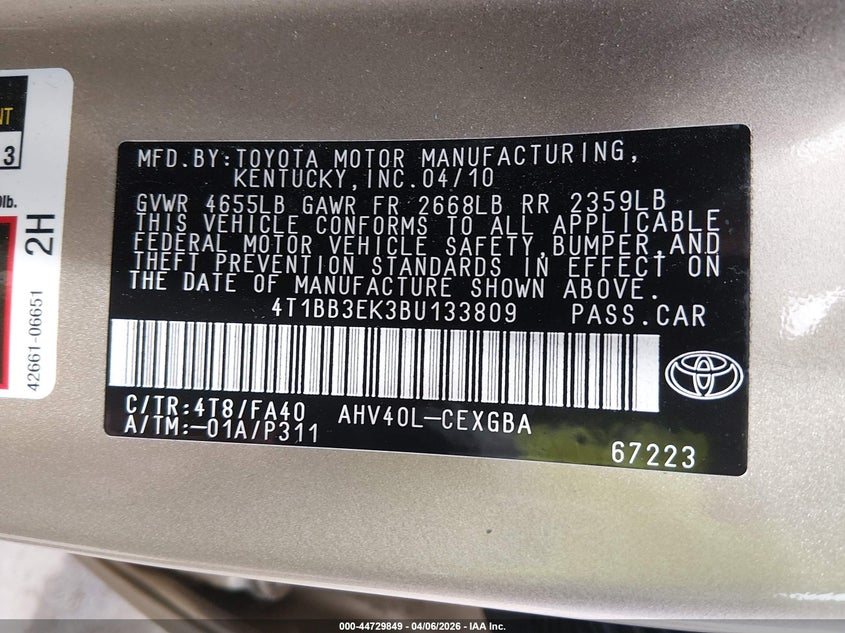 NT
13
0lb.
2H
42661-06651
MFD.BY:TOYOTA MOTOR MANUFACTURING,
KENTUCKY,INC.04/10
GVWR 4655LB GAWR FR 2668LB RR 2359LB
THIS VEHICLE CONFORMS TO ALL APPLICABLE
FEDERAL MOTOR VEHICLE SAFETY,BUMPER,AND
THEFT PREVENTION STANDARDS IN EFFECT ON
THE DATE OF MANUFACTURE SHOWN ABOVE.
4T1BB3EK3BU133809 PASS.CAR
C/TR:4T8/FA40 AHV40L-CEXGBA
A/TM:-01A/P311
67223
000-44729849 - 04/06/2026 - IAA Inc.